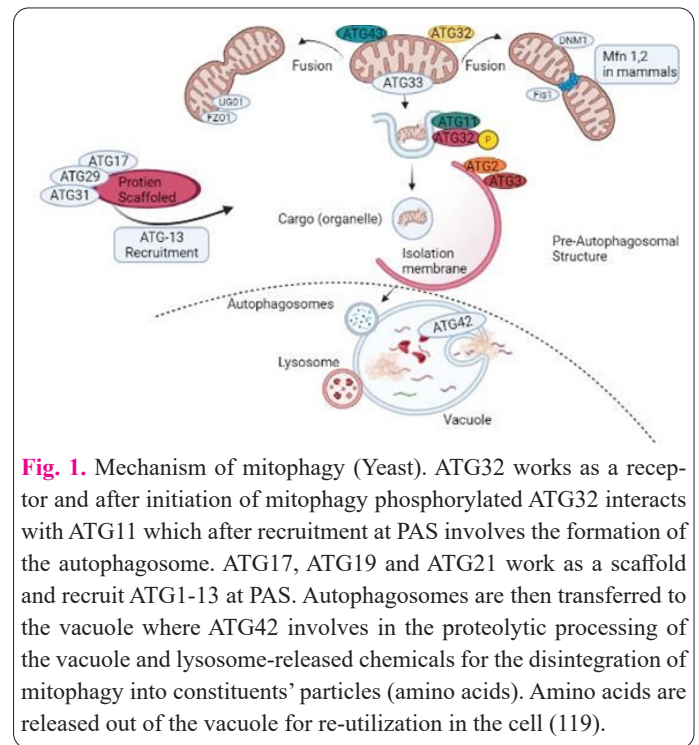 ATG43
ATG32
DNM1
Fusion
Fusion
Mfn 1,2
in mammals
ATG33
UG01
FZ01
Fis1
ATG11
ATG32
P
ATG17
ATG29
ATG31
Protien
Scaffoled
ATG2
ATG3
ATG-13
Recruitment
Cargo (organelle)
Isolation
membrane
Pre-Autophagosomal
Structure
Autophagosomes
ATG42
Lysosome
Vacuole
Fig. 1. Mechanism of mitophagy (Yeast). ATG32 works as a recep-
tor and after initiation of mitophagy phosphorylated ATG32 interacts
with ATG11 which after recruitment at PAS involves the formation of
the autophagosome. ATG17, ATG19 and ATG21 work as a scaffold
and recruit ATG1-13 at PAS. Autophagosomes are then transferred to
the vacuole where ATG42 involves in the proteolytic processing of
the vacuole and lysosome-released chemicals for the disintegration of
mitophagy into constituents’ particles (amino acids). Amino acids are
released out of the vacuole for re-utilization in the cell (119).